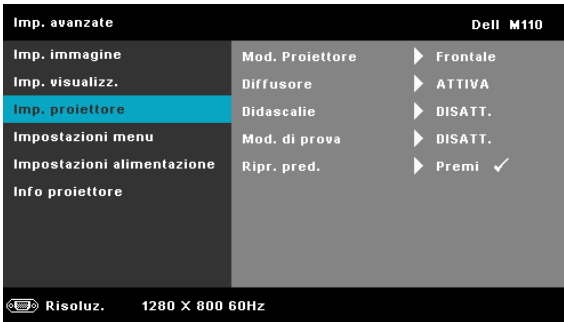 Imp. avanzate Dell M110
Imp. immagine Mod. Proiettore Frontale
Imp. visualizz. Diffusore ATTIVA
Imp. proiettore Didascalie DISATT.
Impostazioni menu Mod. di prova DISATT.
Impostazioni alimentazione Ripr. pred. Premi ✓
Info proiettore
Risoluz. 1280 X 800 60Hz